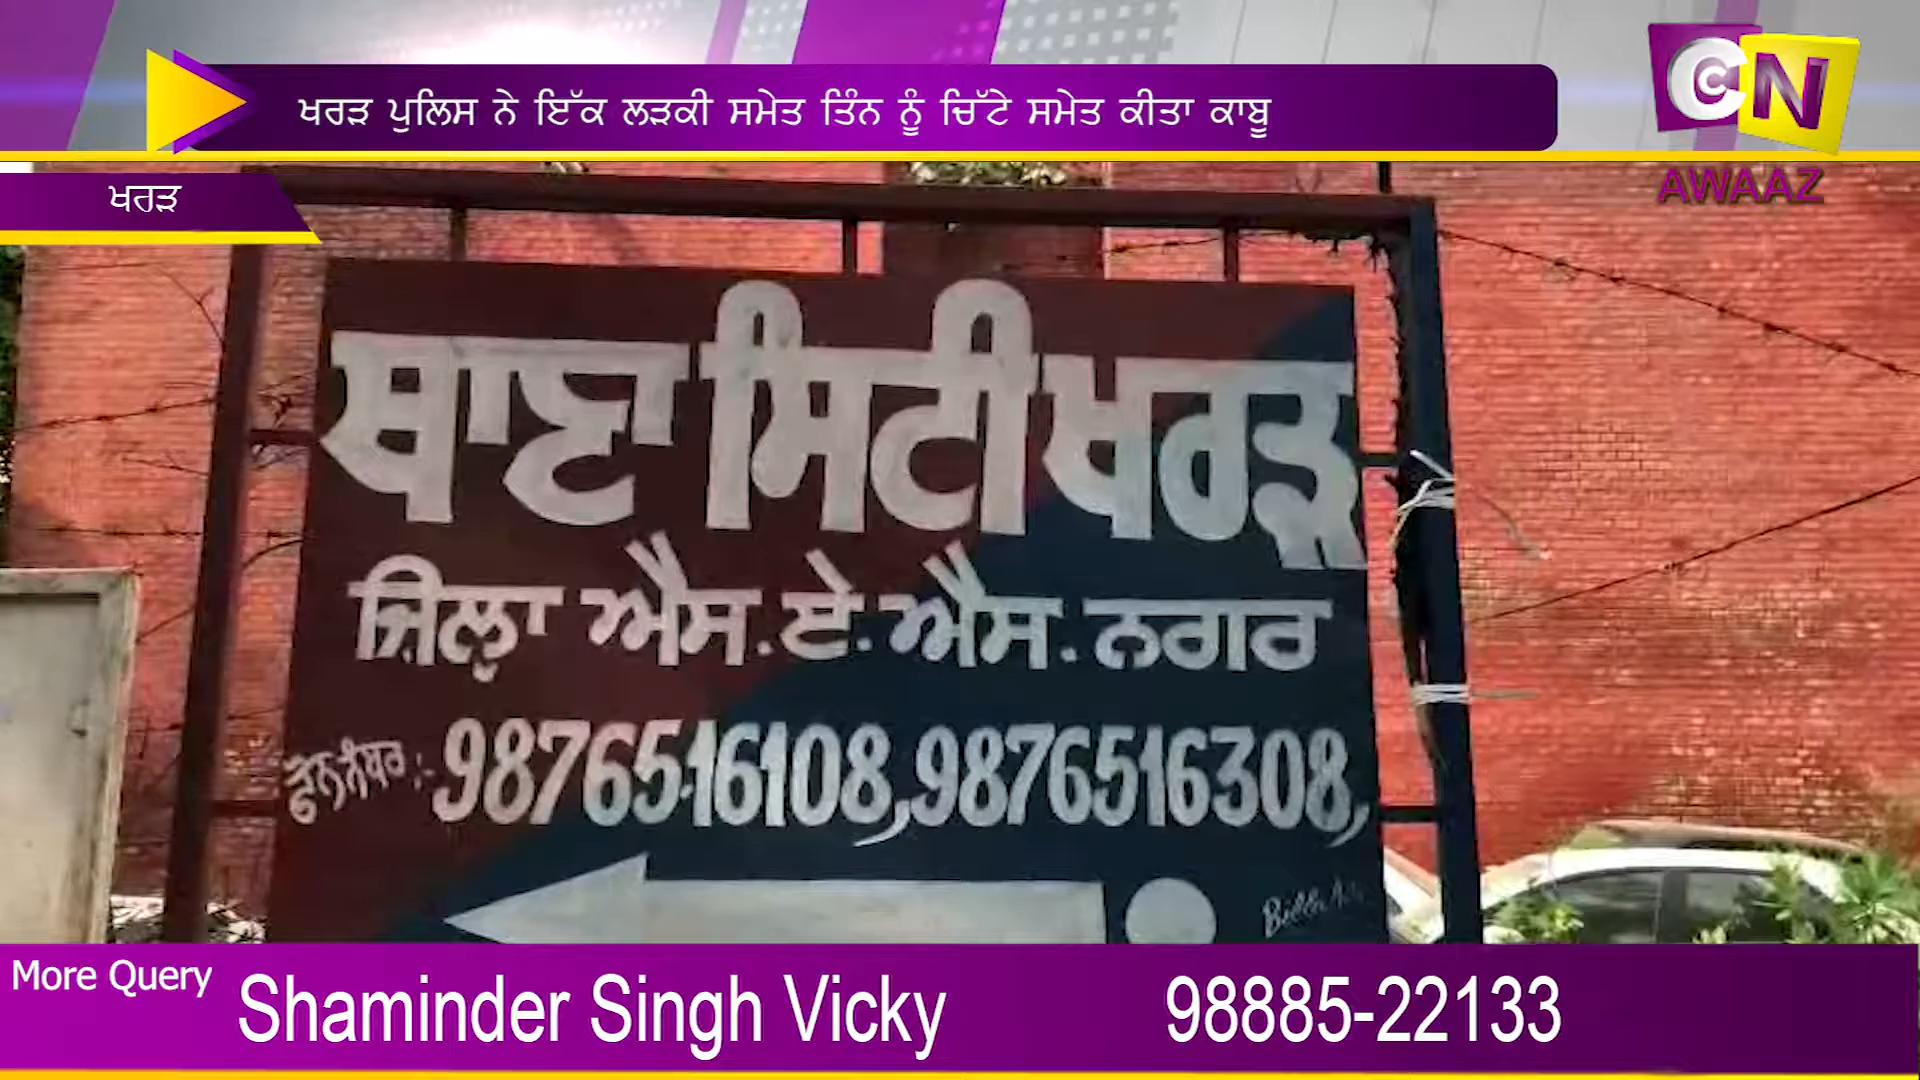 ਖਰੜ ਪੁਲਿਸ ਨੇ ਇੱਕ ਲੜਕੀ ਸਮੇਤ ਤਿੰਨ ਨੂੰ ਚਿੱਟੇ ਸਮੇਤ ਕੀਤਾ ਕਾਬੂ
CN
AWAAZ
ਖਰੜ
ਥਾਣਾ ਸਿਟੀ ਖਰੜ
ਜ਼ਿਲ੍ਹਾ ਐਸ.ਏ.ਐਸ. ਨਗਰ
ਫੋਨ ਨੰਬਰ :- 9876516108, 9876516308,
Billa
More Query
Shaminder Singh Vicky 98885-22133